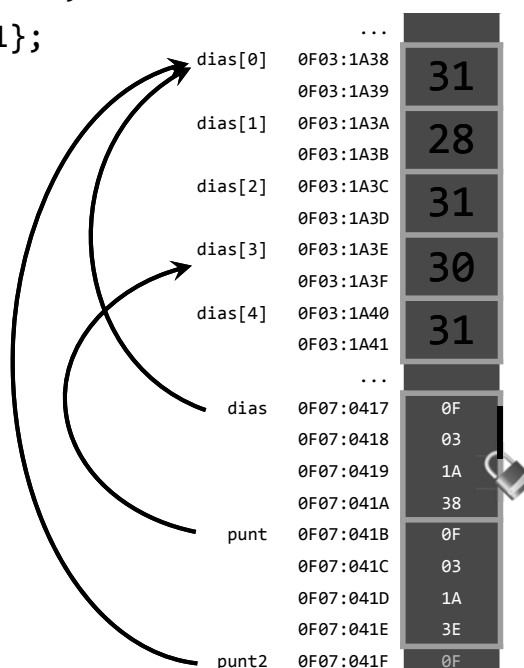 1};
...
dias[0] 0F03:1A38 31
0F03:1A39
dias[1] 0F03:1A3A 28
0F03:1A3B
dias[2] 0F03:1A3C 31
0F03:1A3D
dias[3] 0F03:1A3E 30
0F03:1A3F
dias[4] 0F03:1A40 31
0F03:1A41
...
dias 0F07:0417 0F
0F07:0418 03
0F07:0419 1A
0F07:041A 38
punt 0F07:041B 0F
0F07:041C 03
0F07:041D 1A
0F07:041E 3E
punt2 0F07:041F 0F